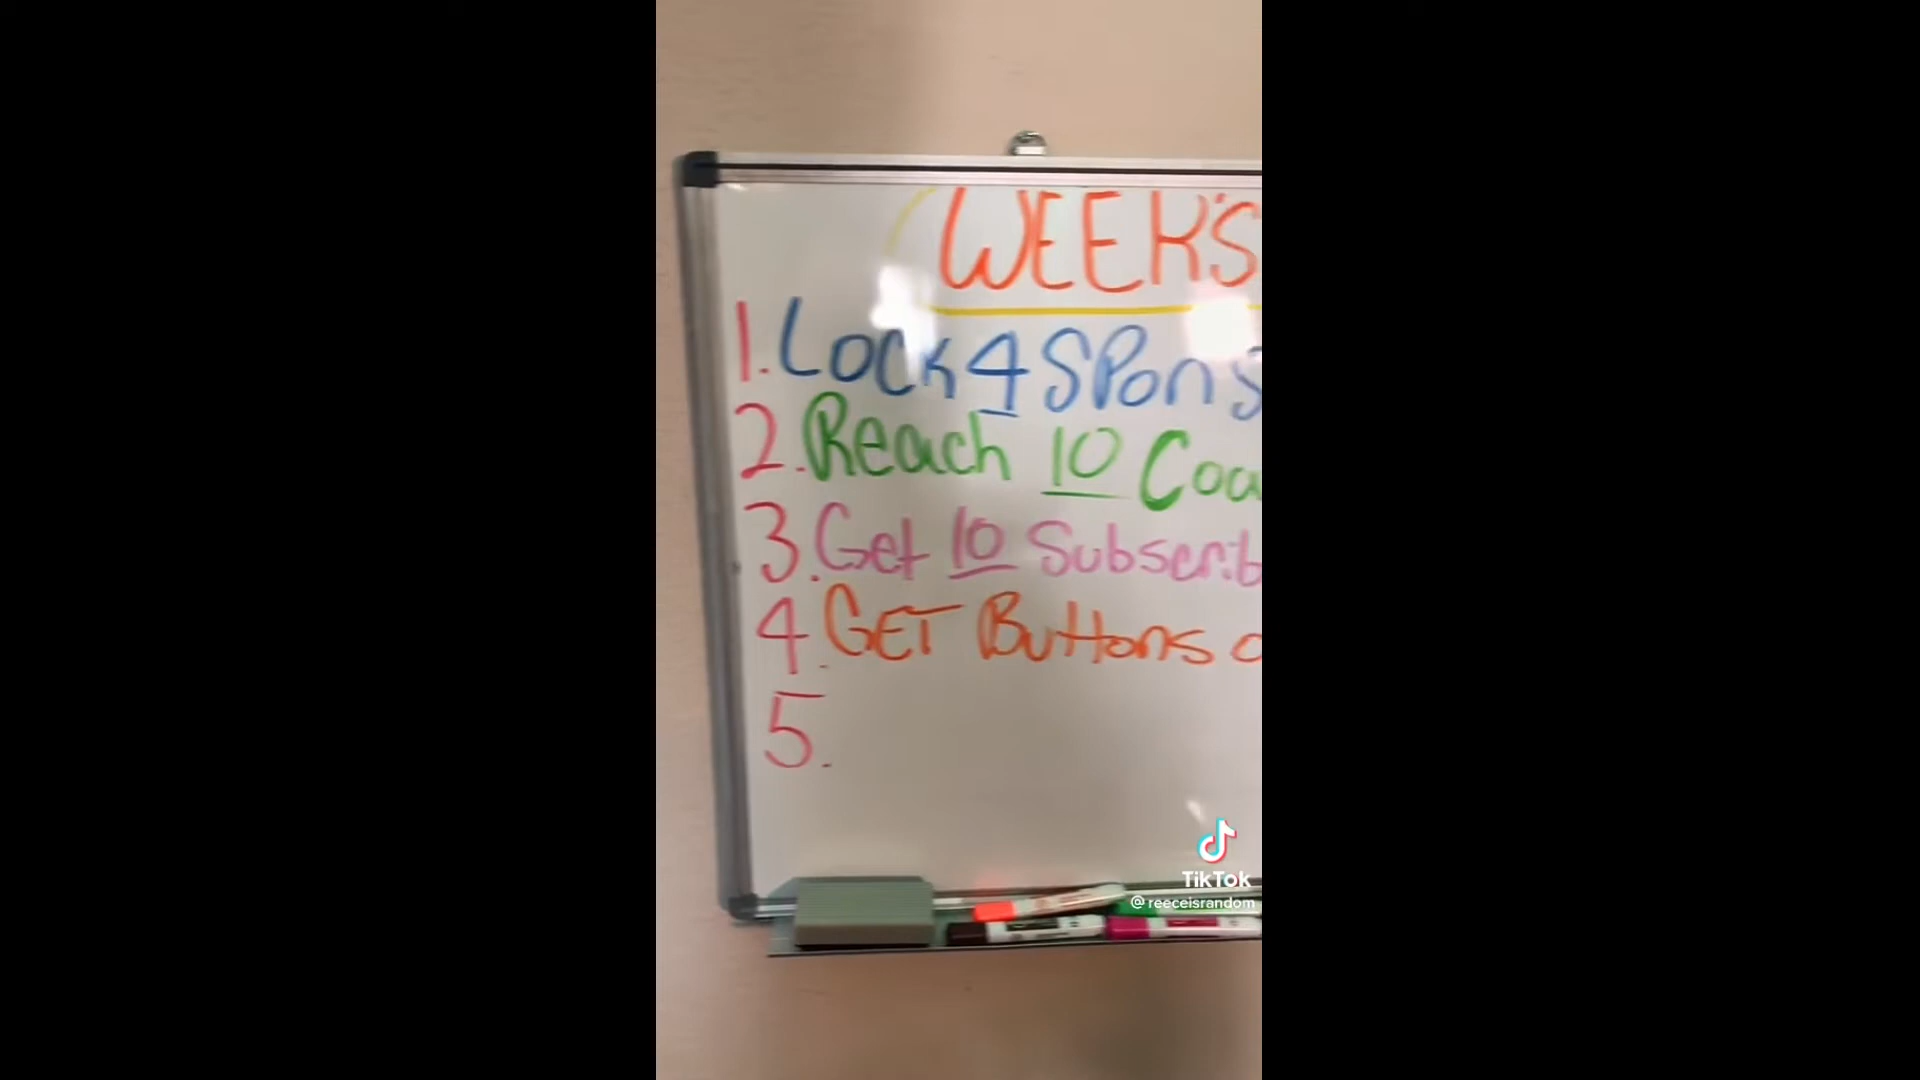 WEEK'S
1. Lock 4 SPons
2. Reach 10 Coa
3. Get 10 Subscrib
4. GET Buttons o
5.
TikTok
@reeceisrandom